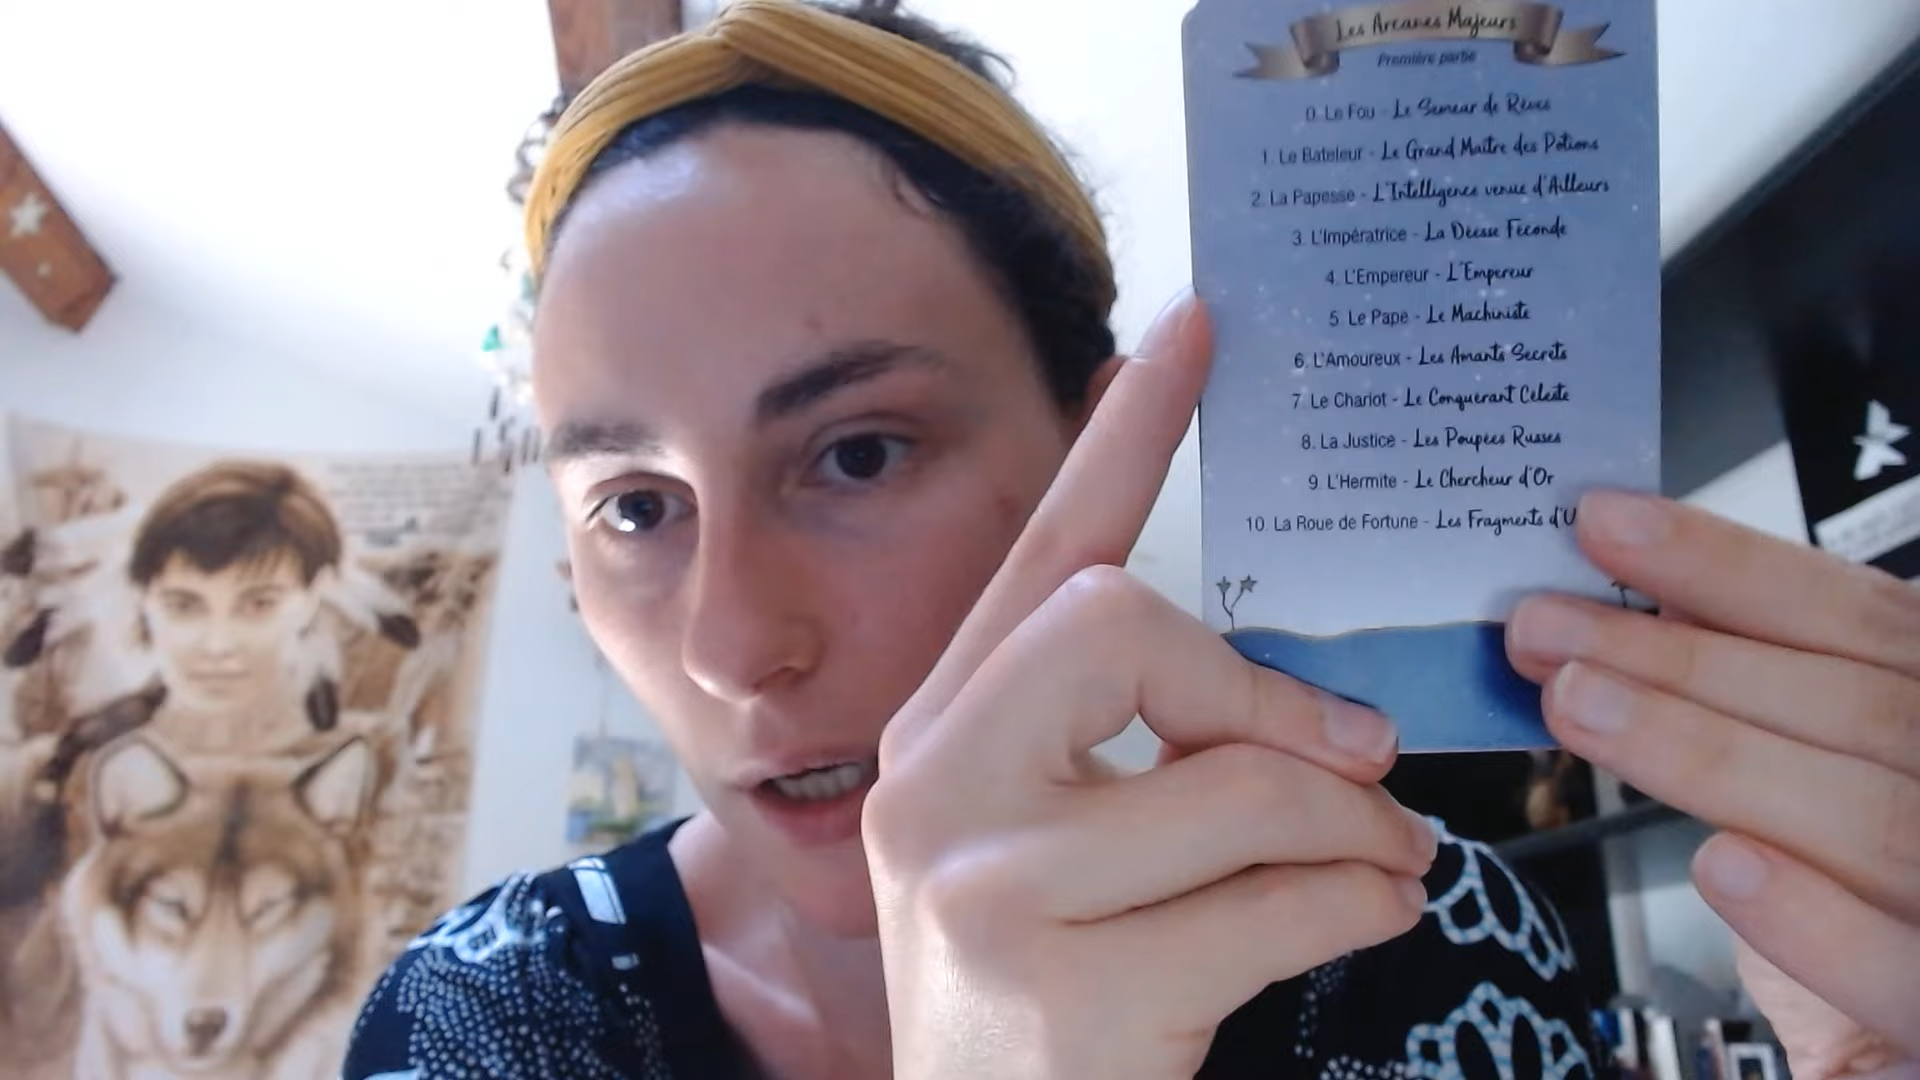 Les Arcanes Majeurs
Première partie
0. Le Fou - Le Semeur de Rêves
1. Le Bateleur - Le Grand Maître des Potions
2. La Papesse - L'Intelligence venue d'Ailleurs
3. L'Impératrice - La Déesse Féconde
4. L'Empereur - L'Empereur
5. Le Pape - Le Machiniste
6. L'Amoureux - Les Amants Secrets
7. Le Chariot - Le Conquérant Céleste
8. La Justice - Les Poupées Russes
9. L'Hermite - Le Chercheur d'Or
10. La Roue de Fortune - Les Fragments